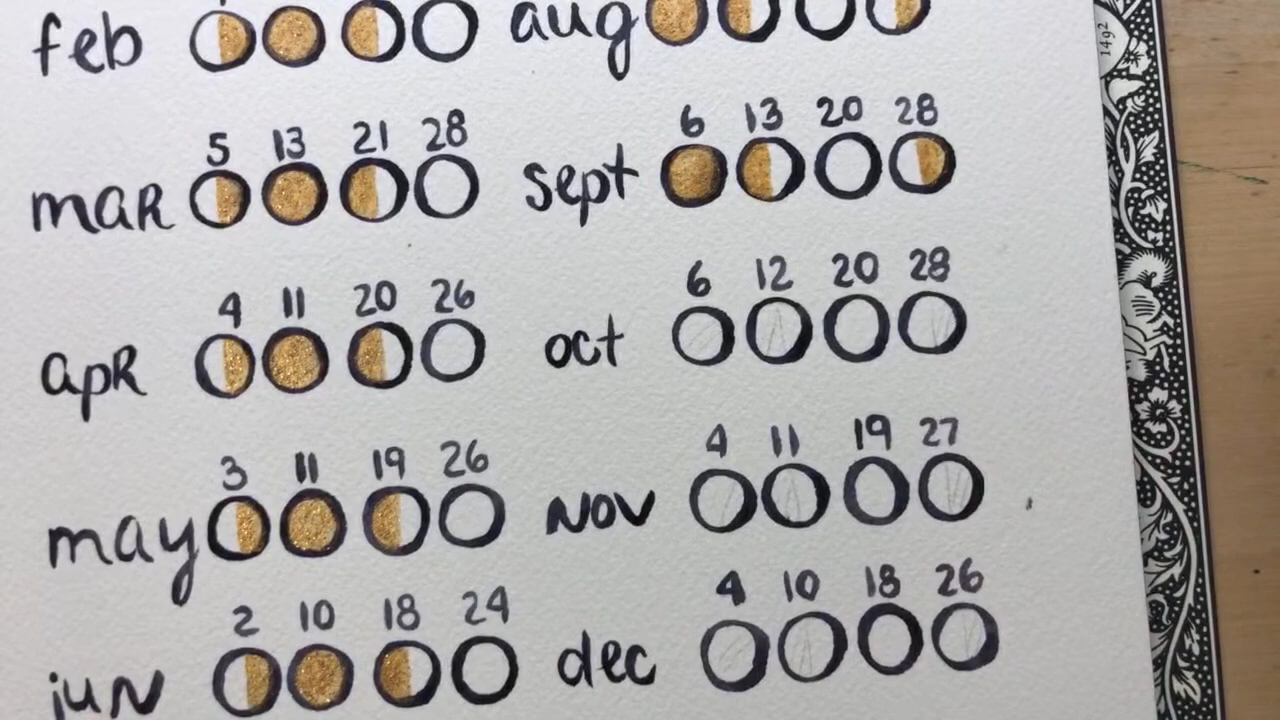 feb aug
5 13 21 28 6 13 20 28
maR sept
4 11 20 26 6 12 20 28
apR oct
3 11 19 26 4 11 19 27
may Nov
2 10 18 24 4 10 18 26
juN dec
14g2